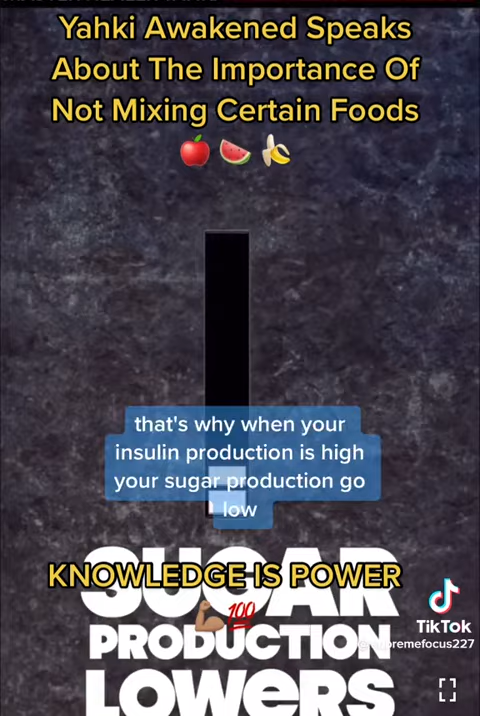 Yahki Awakened Speaks
About The Importance Of
Not Mixing Certain Foods
🍎 🍉 🍌
that's why when your
insulin production is high
your sugar production go
low
SUGAR
KNOWLEDGE IS POWER
💪🏾💯
PRODUCTION
LOWERS
TikTok